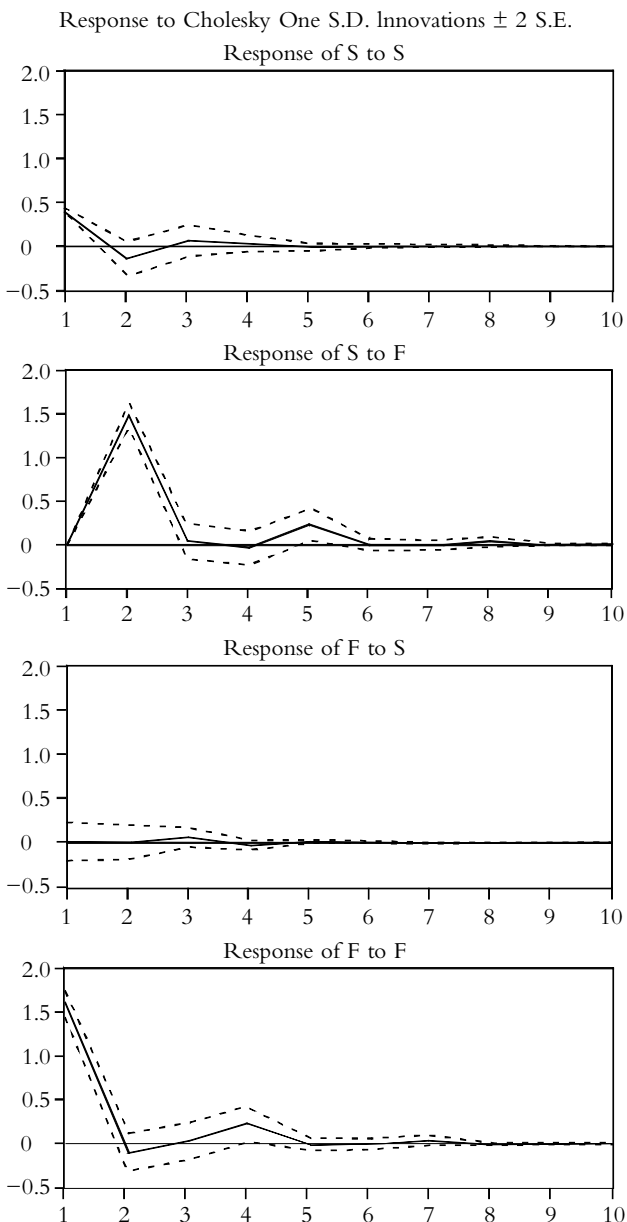 Response to Cholesky One S.D. Innovations ± 2 S.E.
Response of S to S
2.0
1.5
1.0
0.5
0
−0.5
1 2 3 4 5 6 7 8 9 10
Response of S to F
2.0
1.5
1.0
0.5
0
−0.5
1 2 3 4 5 6 7 8 9 10
Response of F to S
2.0
1.5
1.0
0.5
0
−0.5
1 2 3 4 5 6 7 8 9 10
Response of F to F
2.0
1.5
1.0
0.5
0
−0.5
1 2 3 4 5 6 7 8 9 10